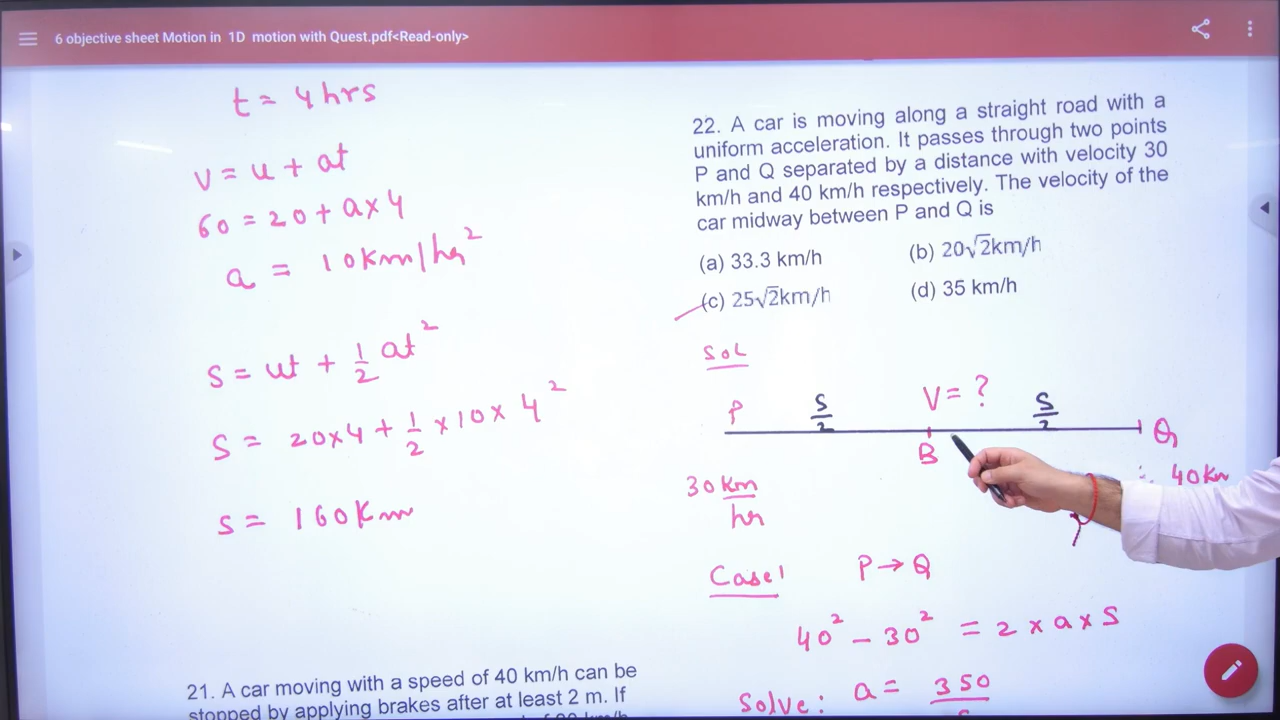 6 objective sheet Motion in 1D motion with Quest.pdf<Read-only>
t = 4 hrs
v = u + at
60 = 20 + a x 4
a = 10 Km/hr²
S = ut + 1/2 at²
S = 20x4 + 1/2 x 10 x 4²
s = 160 Km
21. A car moving with a speed of 40 km/h can be
stopped by applying brakes after at least 2 m. If
22. A car is moving along a straight road with a
uniform acceleration. It passes through two points
P and Q separated by a distance with velocity 30
km/h and 40 km/h respectively. The velocity of the
car midway between P and Q is
(a) 33.3 km/h (b) 20√2km/h
(c) 25√2km/h (d) 35 km/h
Sol
P S/2 V = ? S/2 Q
B
30 Km/hr 40 Km
Case 1 P → Q
40² - 30² = 2 x a x S
Solve: a = 350